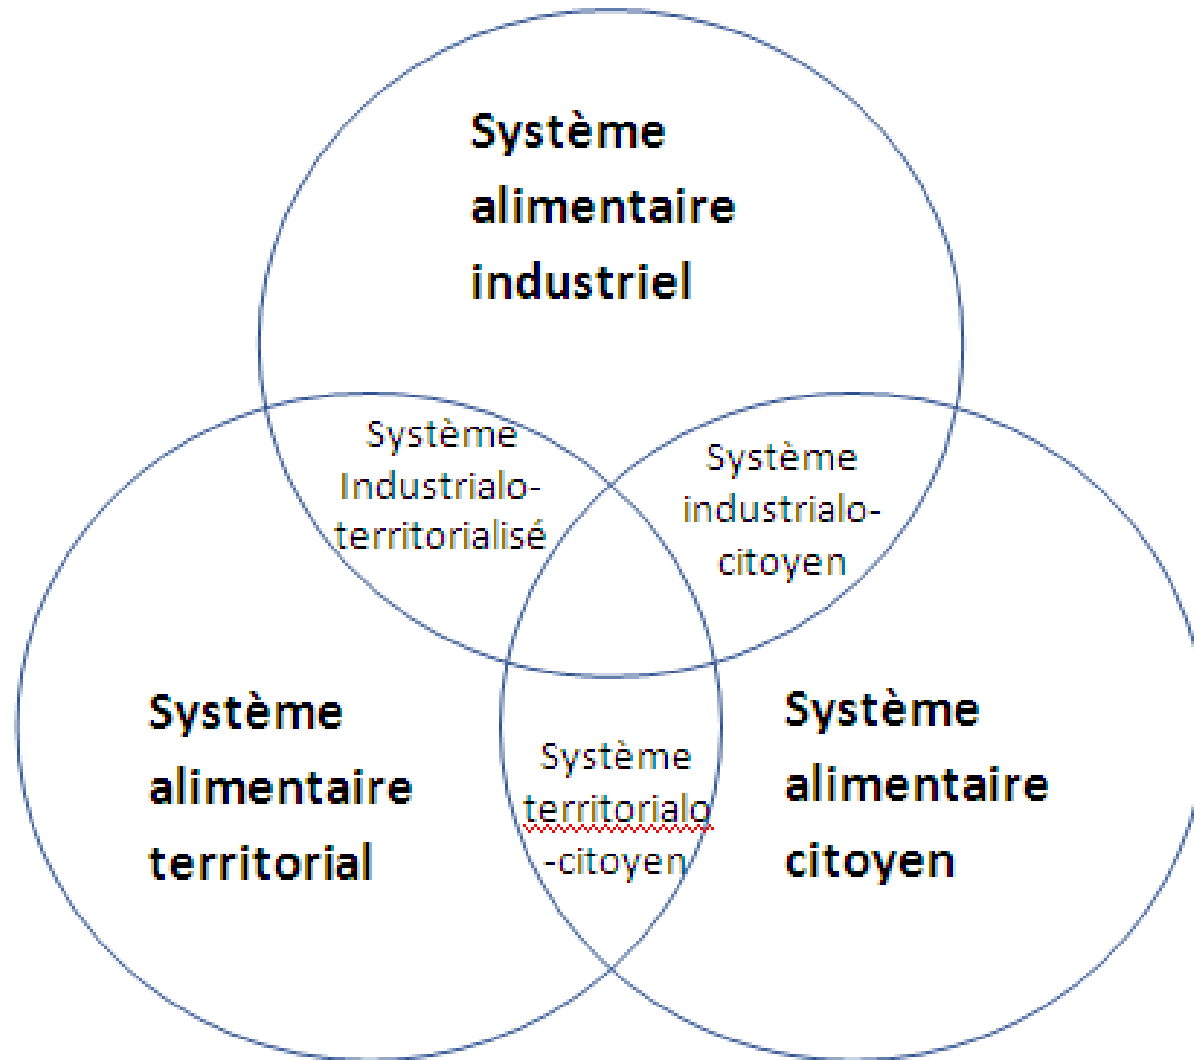 Système
alimentaire
industriel
Système
Industrialo-
territorialisé
Système
industrialo-
citoyen
Système
alimentaire
territorial
Système
territorialo
-citoyen
Système
alimentaire
citoyen